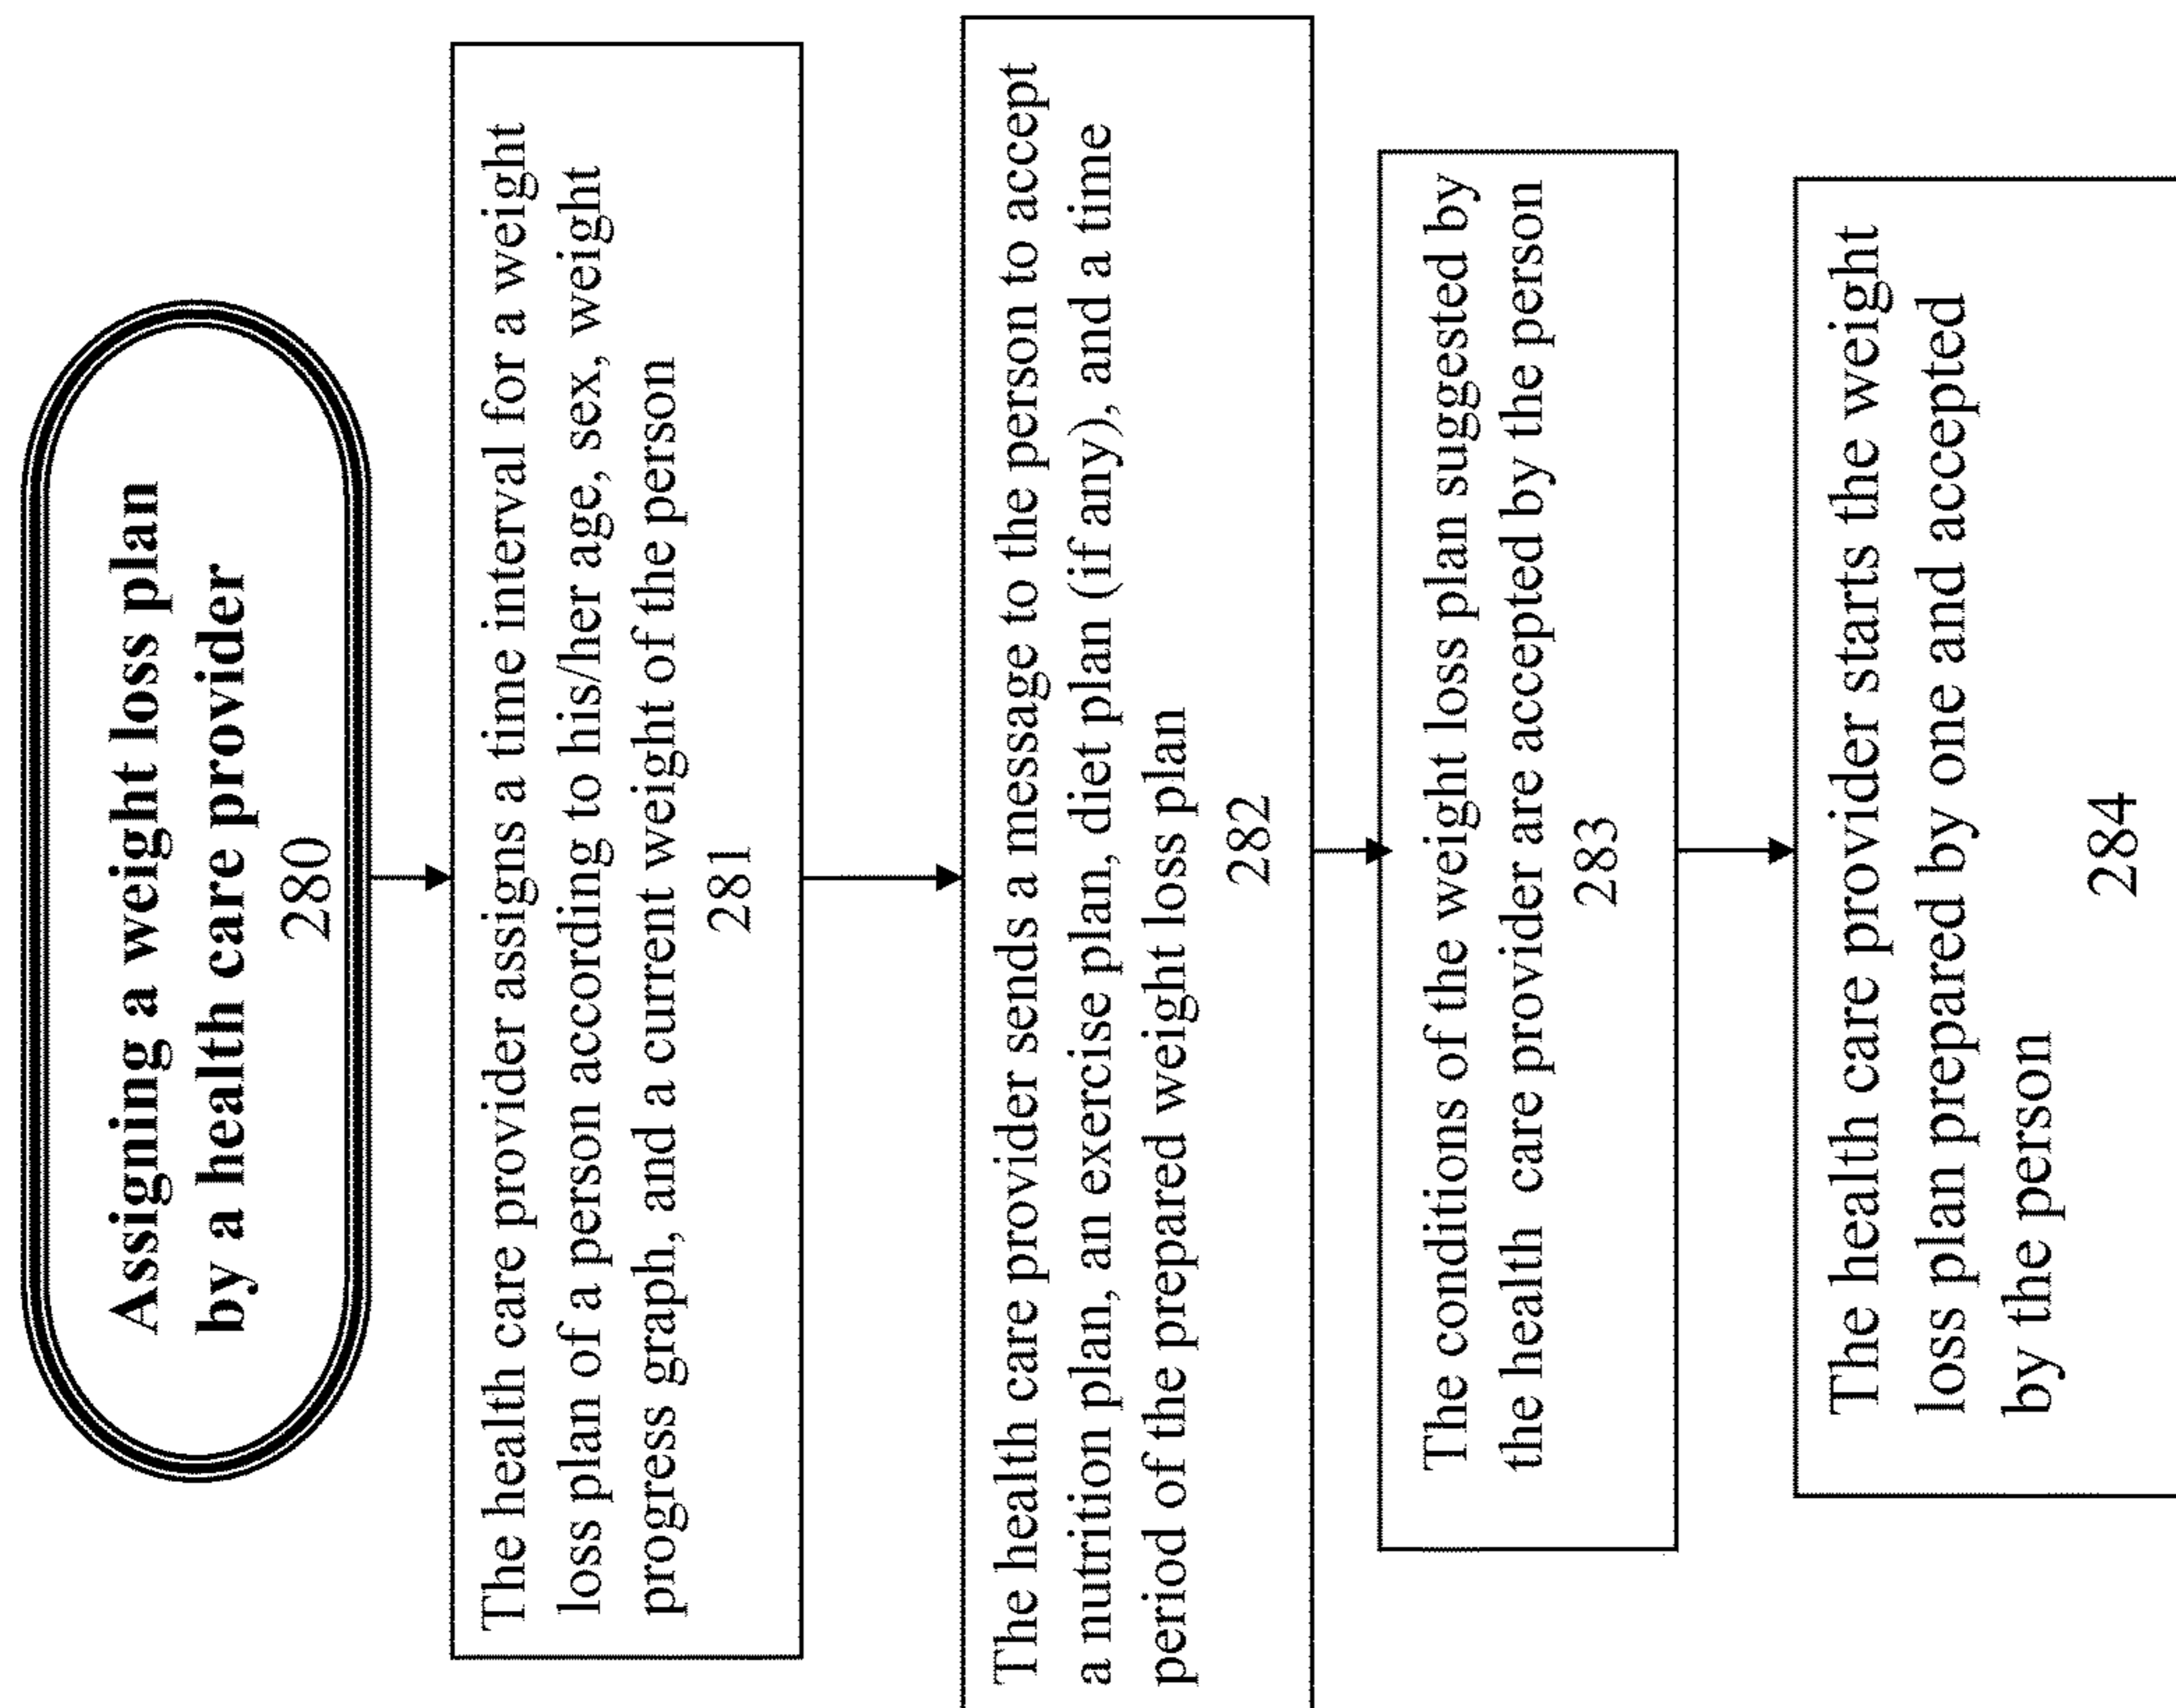 Assigning a weight loss plan
by a health care provider
280
The health care provider assigns a time interval for a weight
loss plan of a person according to his/her age, sex, weight
progress graph, and a current weight of the person
281
The health care provider sends a message to the person to accept
a nutrition plan, an exercise plan, diet plan (if any), and a time
period of the prepared weight loss plan
282
The conditions of the weight loss plan suggested by
the health care provider are accepted by the person
283
The health care provider starts the weight
loss plan prepared by one and accepted
by the person
284